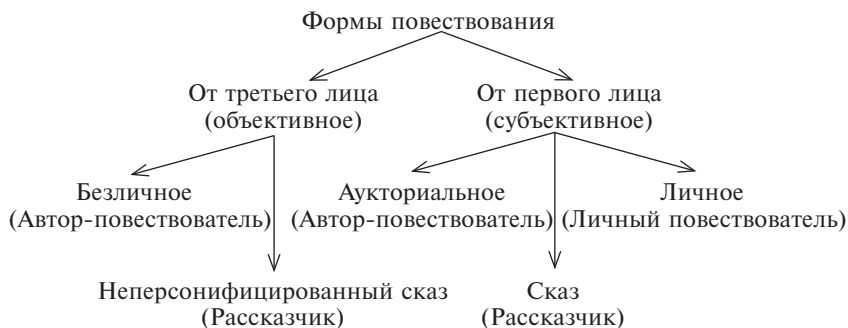 Формы повествования
От третьего лица
(объективное)
От первого лица
(субъективное)
Безличное
(Автор-повествователь)
Аукториальное
(Автор-повествователь)
Личное
(Личный повествователь)
Неперсонифицированный сказ
(Рассказчик)
Сказ
(Рассказчик)